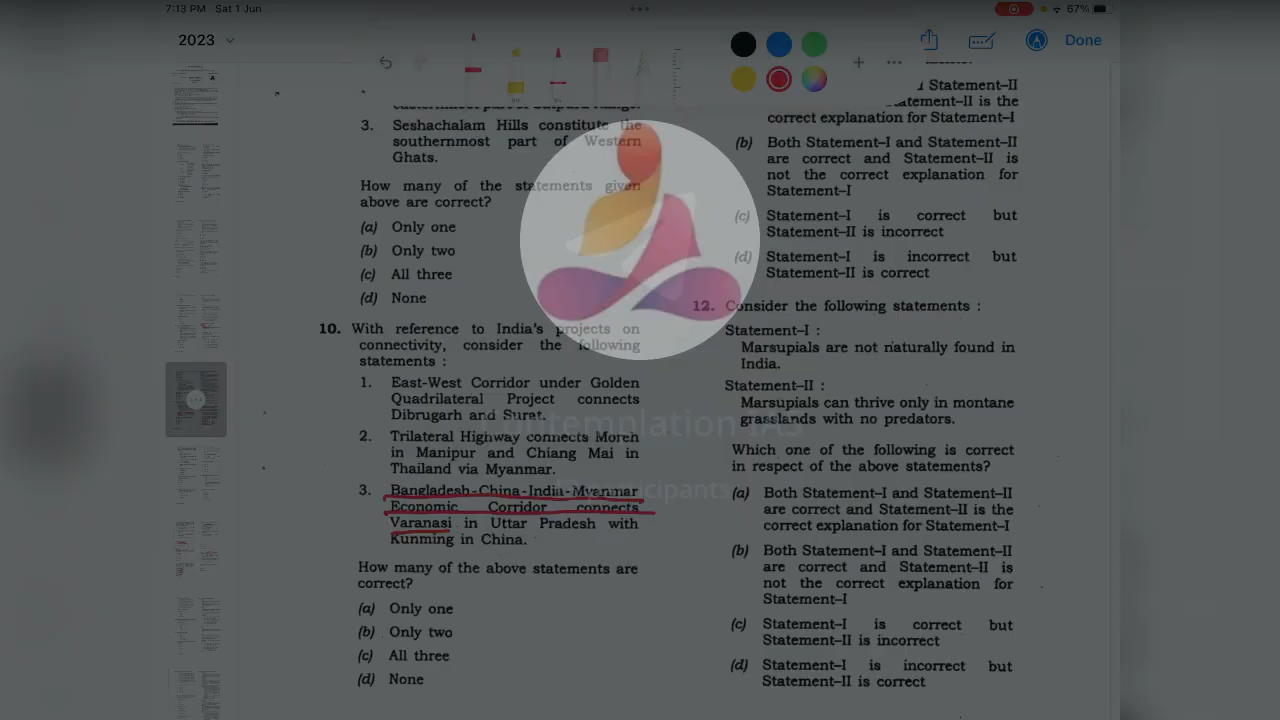 7:13 PM Sat 1 Jun
67%
2023
Done
3. Seshachalam Hills constitute the
southernmost part of Western
Ghats.
How many of the statements given
above are correct?
(a) Only one
(b) Only two
(c) All three
(d) None
10. With reference to India's projects on
connectivity, consider the following
statements :
1. East-West Corridor under Golden
Quadrilateral Project connects
Dibrugarh and Surat.
2. Trilateral Highway connects Moreh
in Manipur and Chiang Mai in
Thailand via Myanmar.
3. Bangladesh-China-India-Myanmar
Economic Corridor connects
Varanasi in Uttar Pradesh with
Kunming in China.
How many of the above statements are
correct?
(a) Only one
(b) Only two
(c) All three
(d) None
Statement-II
Statement-II is the
correct explanation for Statement-I
(b) Both Statement-I and Statement-II
are correct and Statement-II is
not the correct explanation for
Statement-I
(c) Statement-I is correct but
Statement-II is incorrect
(d) Statement-I is incorrect but
Statement-II is correct
12. Consider the following statements :
Statement-I :
Marsupials are not naturally found in
India.
Statement-II :
Marsupials can thrive only in montane
grasslands with no predators.
Which one of the following is correct
in respect of the above statements?
(a) Both Statement-I and Statement-II
are correct and Statement-II is the
correct explanation for Statement-I
(b) Both Statement-I and Statement-II
are correct and Statement-II is
not the correct explanation for
Statement-I
(c) Statement-I is correct but
Statement-II is incorrect
(d) Statement-I is incorrect but
Statement-II is correct
Contemplation IAs
participants